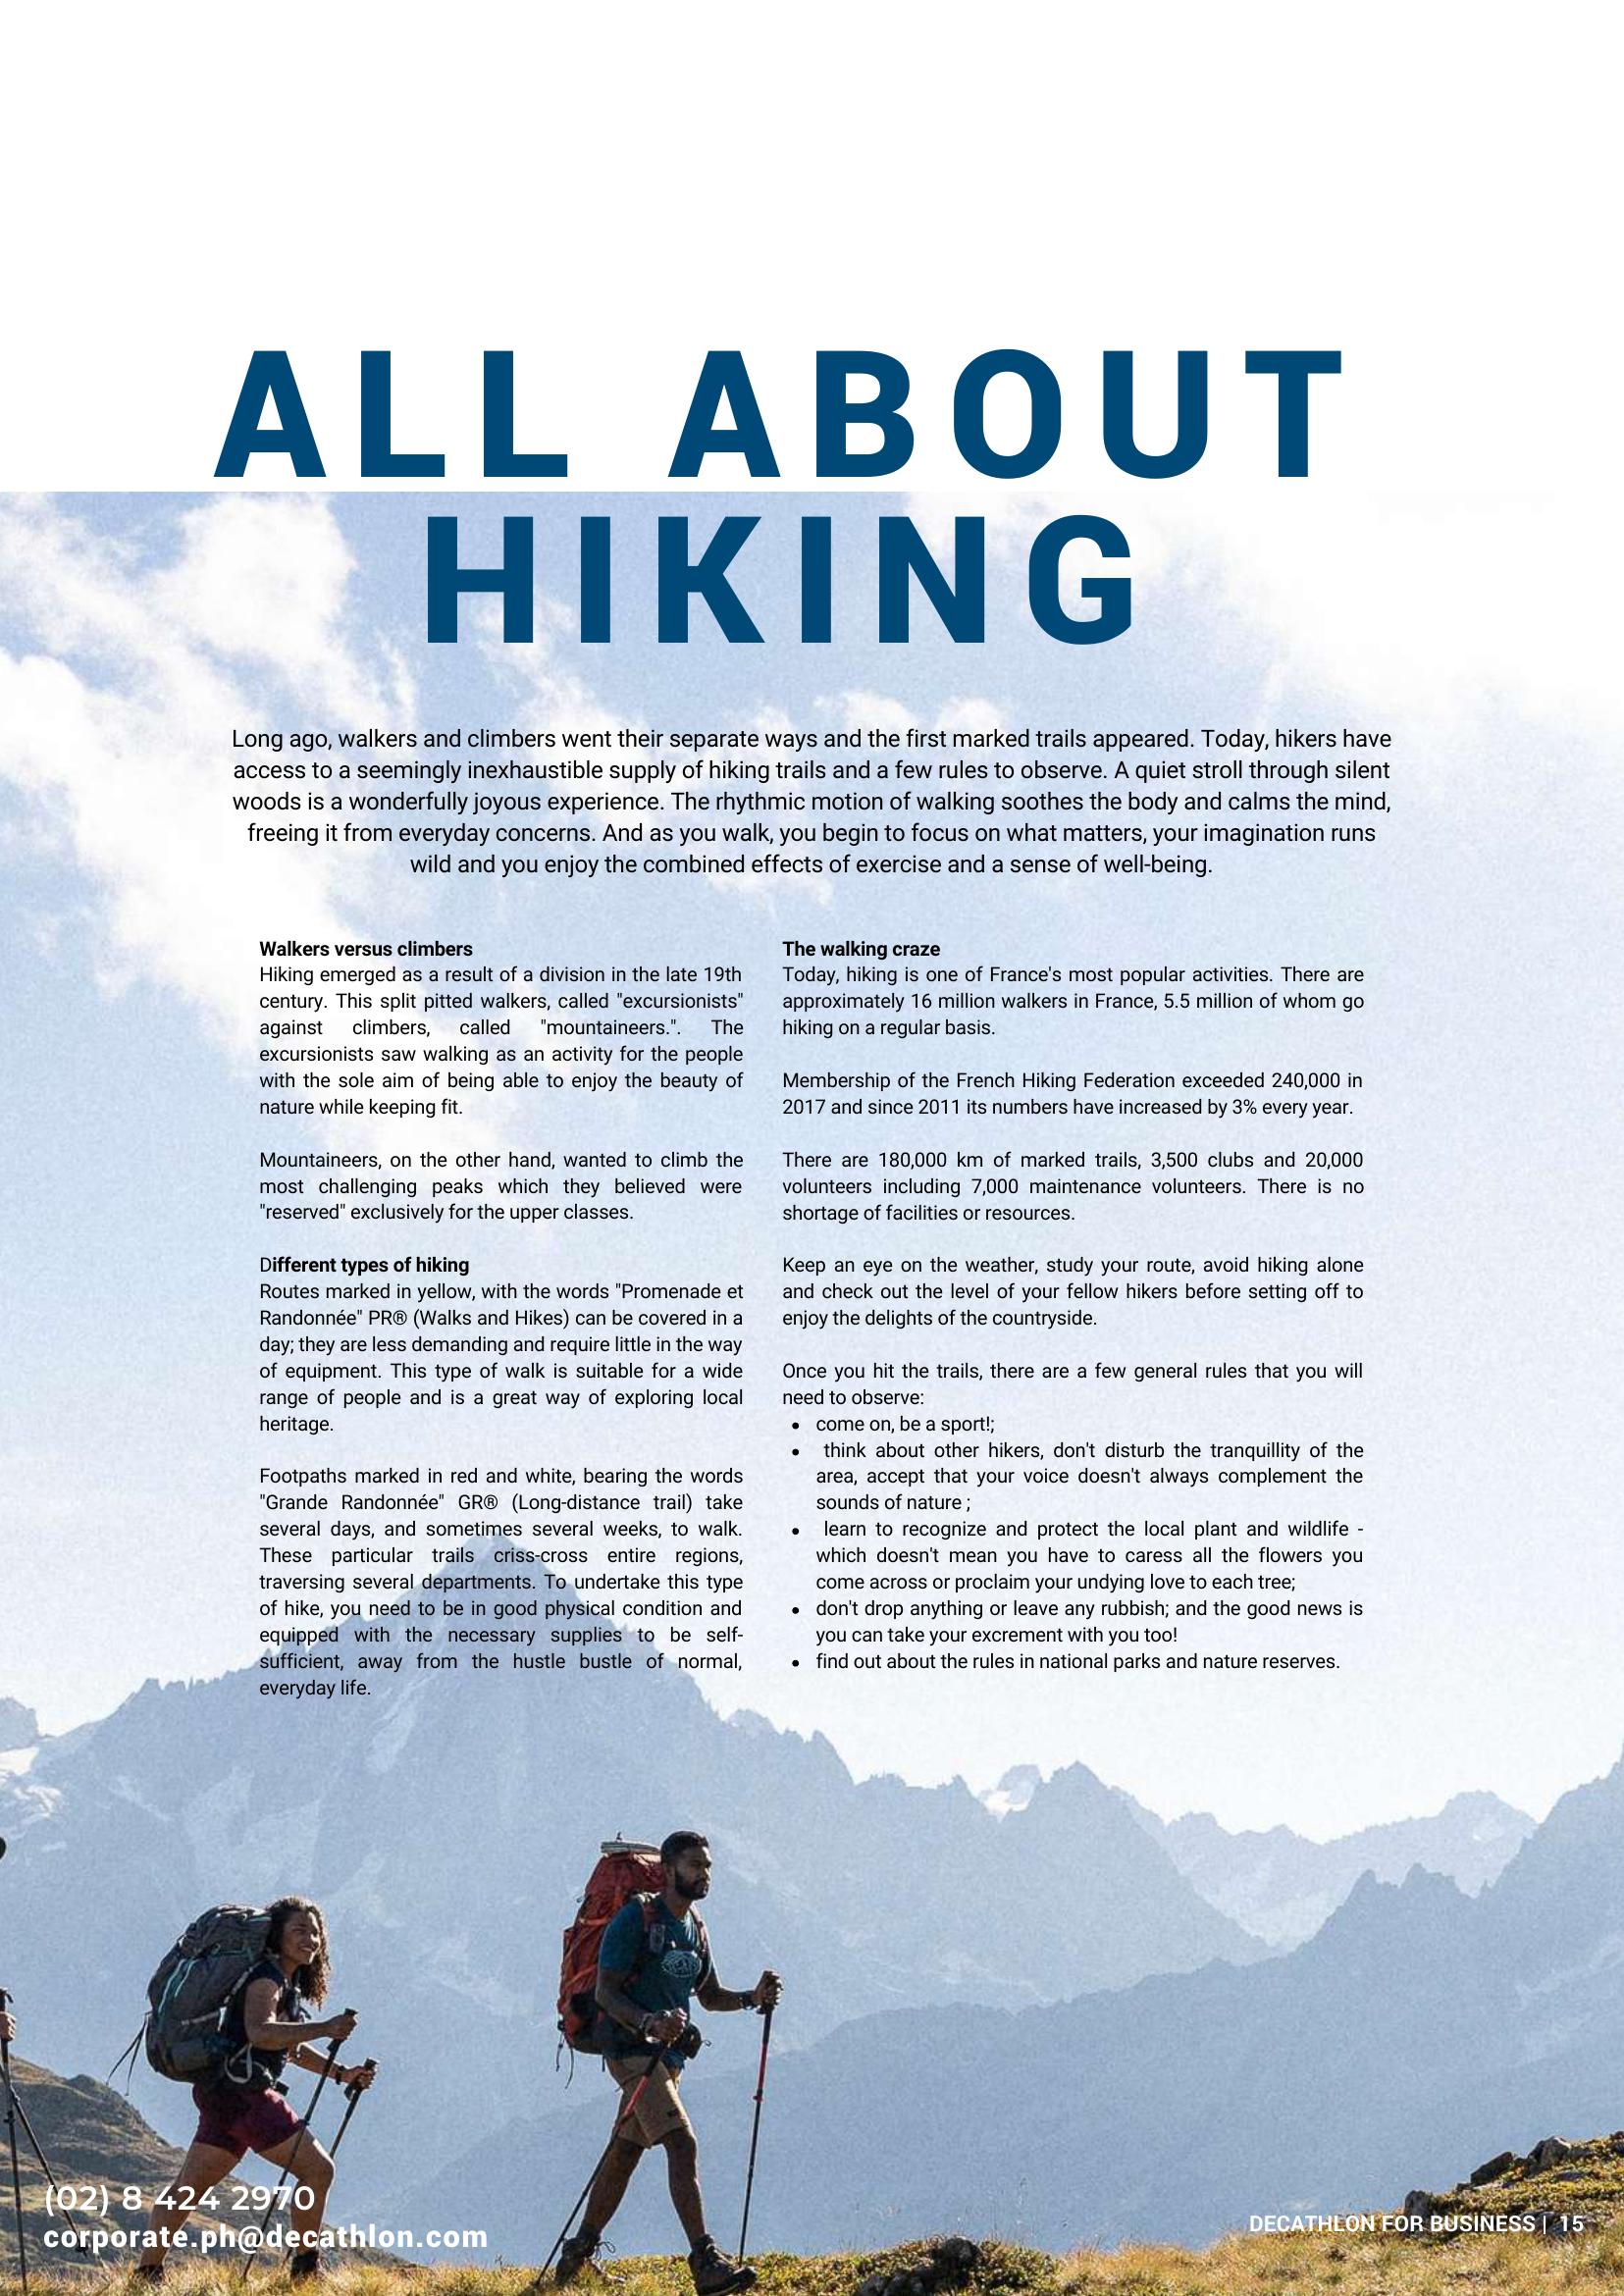 ALL ABOUT
HIKING
Long ago, walkers and climbers went their separate ways and the first marked trails appeared. Today, hikers have
access to a seemingly inexhaustible supply of hiking trails and a few rules to observe. A quiet stroll through silent
woods is a wonderfully joyous experience. The rhythmic motion of walking soothes the body and calms the mind,
freeing it from everyday concerns. And as you walk, you begin to focus on what matters, your imagination runs
wild and you enjoy the combined effects of exercise and a sense of well-being.
Walkers versus climbers
Hiking emerged as a result of a division in the late 19th
century. This split pitted walkers, called "excursionists"
against climbers, called "mountaineers.". The
excursionists saw walking as an activity for the people
with the sole aim of being able to enjoy the beauty of
nature while keeping fit.
Mountaineers, on the other hand, wanted to climb the
most challenging peaks which they believed were
"reserved" exclusively for the upper classes.
Different types of hiking
Routes marked in yellow, with the words "Promenade et
Randonnée" PR® (Walks and Hikes) can be covered in a
day; they are less demanding and require little in the way
of equipment. This type of walk is suitable for a wide
range of people and is a great way of exploring local
heritage.
Footpaths marked in red and white, bearing the words
"Grande Randonnée" GR® (Long-distance trail) take
several days, and sometimes several weeks, to walk.
These particular trails criss-cross entire regions,
traversing several departments. To undertake this type
of hike, you need to be in good physical condition and
equipped with the necessary supplies to be self-
sufficient, away from the hustle bustle of normal,
everyday life.
The walking craze
Today, hiking is one of France's most popular activities. There are
approximately 16 million walkers in France, 5.5 million of whom go
hiking on a regular basis.
Membership of the French Hiking Federation exceeded 240,000 in
2017 and since 2011 its numbers have increased by 3% every year.
There are 180,000 km of marked trails, 3,500 clubs and 20,000
volunteers including 7,000 maintenance volunteers. There is no
shortage of facilities or resources.
Keep an eye on the weather, study your route, avoid hiking alone
and check out the level of your fellow hikers before setting off to
enjoy the delights of the countryside.
Once you hit the trails, there are a few general rules that you will
need to observe:
• come on, be a sport!;
• think about other hikers, don't disturb the tranquillity of the
area, accept that your voice doesn't always complement the
sounds of nature ;
• learn to recognize and protect the local plant and wildlife -
which doesn't mean you have to caress all the flowers you
come across or proclaim your undying love to each tree;
• don't drop anything or leave any rubbish; and the good news is
you can take your excrement with you too!
• find out about the rules in national parks and nature reserves.
(02) 8 424 2970
corporate.ph@decathlon.com
DECATHLON FOR BUSINESS | 15